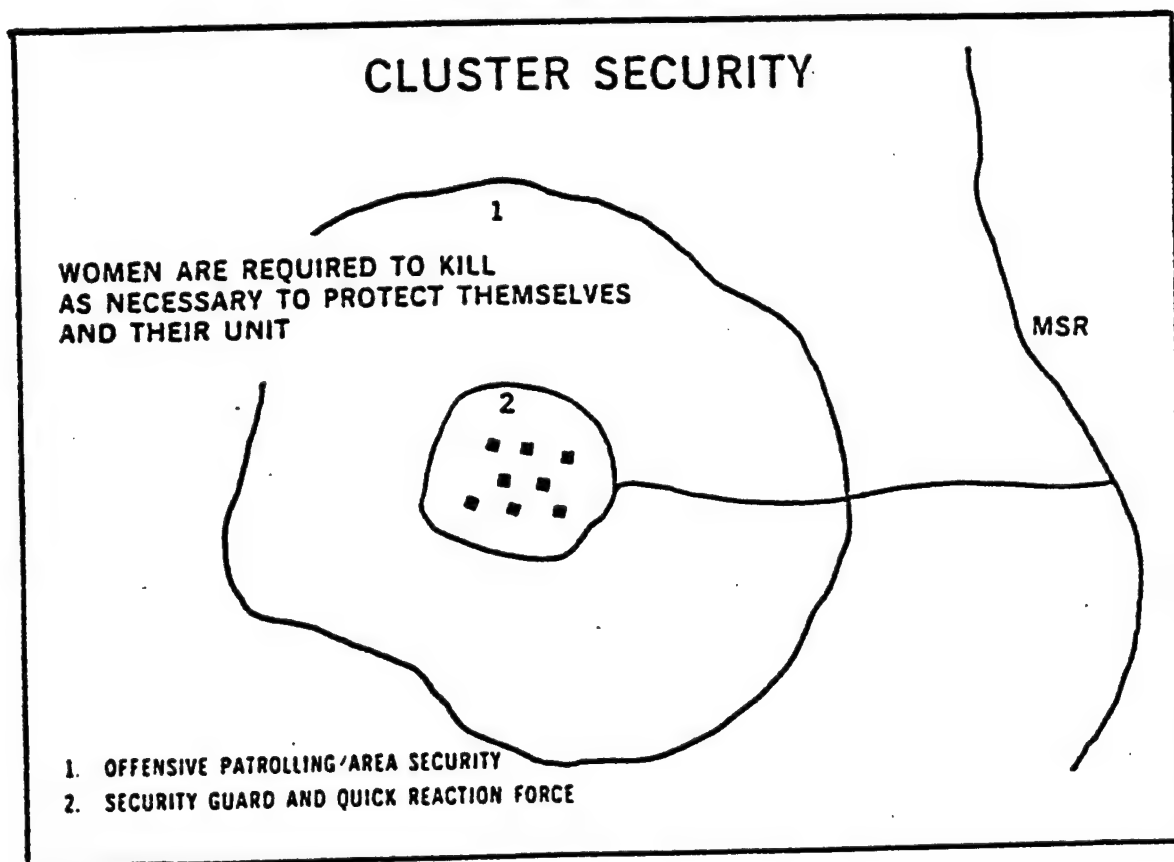 CLUSTER SECURITY
1
WOMEN ARE REQUIRED TO KILL
AS NECESSARY TO PROTECT THEMSELVES
AND THEIR UNIT
MSR
2
1. OFFENSIVE PATROLLING/AREA SECURITY
2. SECURITY GUARD AND QUICK REACTION FORCE